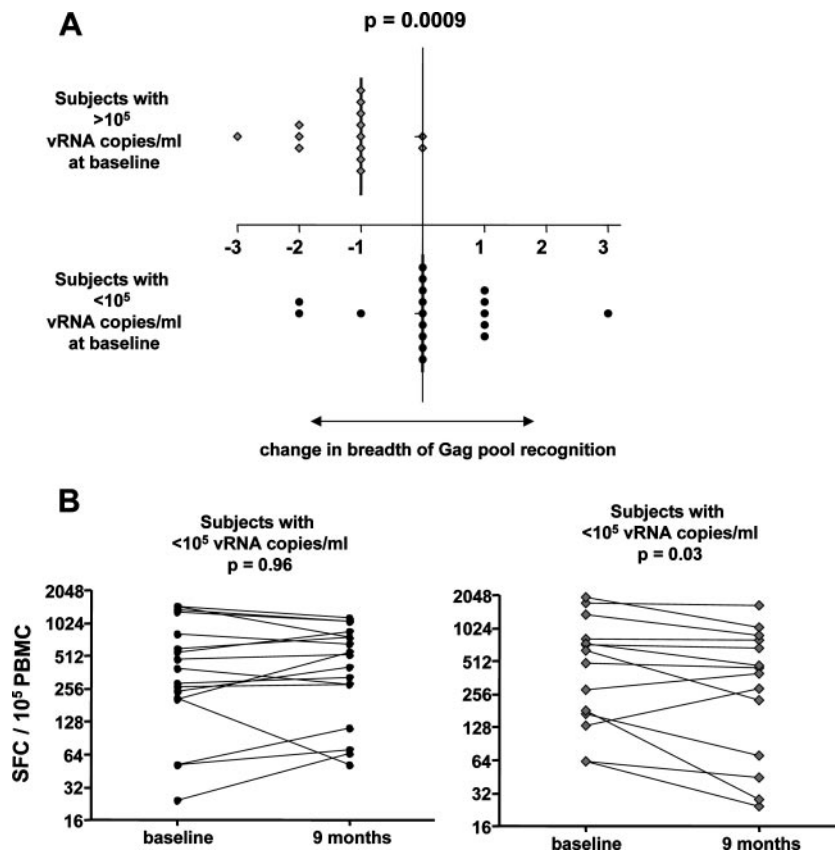 A
p = 0.0009
Subjects with
>10⁵
vRNA copies/ml
at baseline
-3 -2 -1 1 2 3
Subjects with
<10⁵
vRNA copies/ml
at baseline
change in breadth of Gag pool recognition
B
Subjects with
<10⁵ vRNA copies/ml
p = 0.96
2048
1024
512
256
128
64
32
16
SFC / 10⁵ PBMC
baseline 9 months
Subjects with
<10⁵ vRNA copies/ml
p = 0.03
2048
1024
512
256
128
64
32
16
baseline 9 months